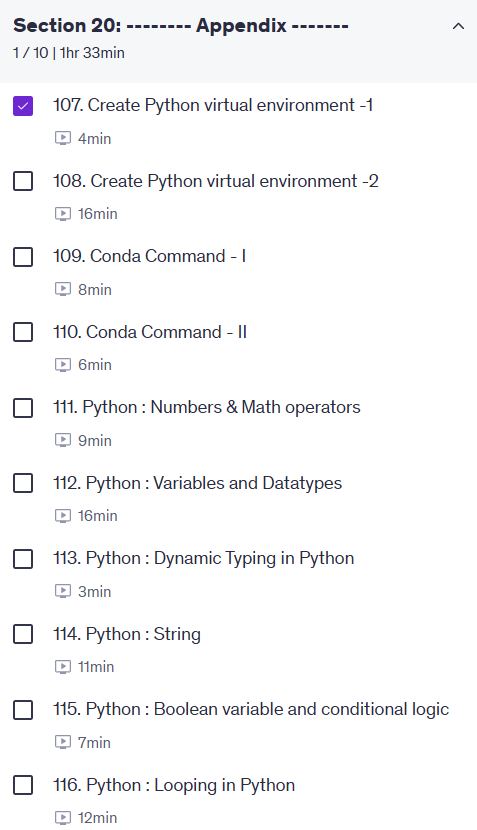 Section 20: -------- Appendix -------
1 / 10 | 1hr 33min
107. Create Python virtual environment -1
4min
108. Create Python virtual environment -2
16min
109. Conda Command - I
8min
110. Conda Command - II
6min
111. Python : Numbers & Math operators
9min
112. Python : Variables and Datatypes
16min
113. Python : Dynamic Typing in Python
3min
114. Python : String
11min
115. Python : Boolean variable and conditional logic
7min
116. Python : Looping in Python
12min